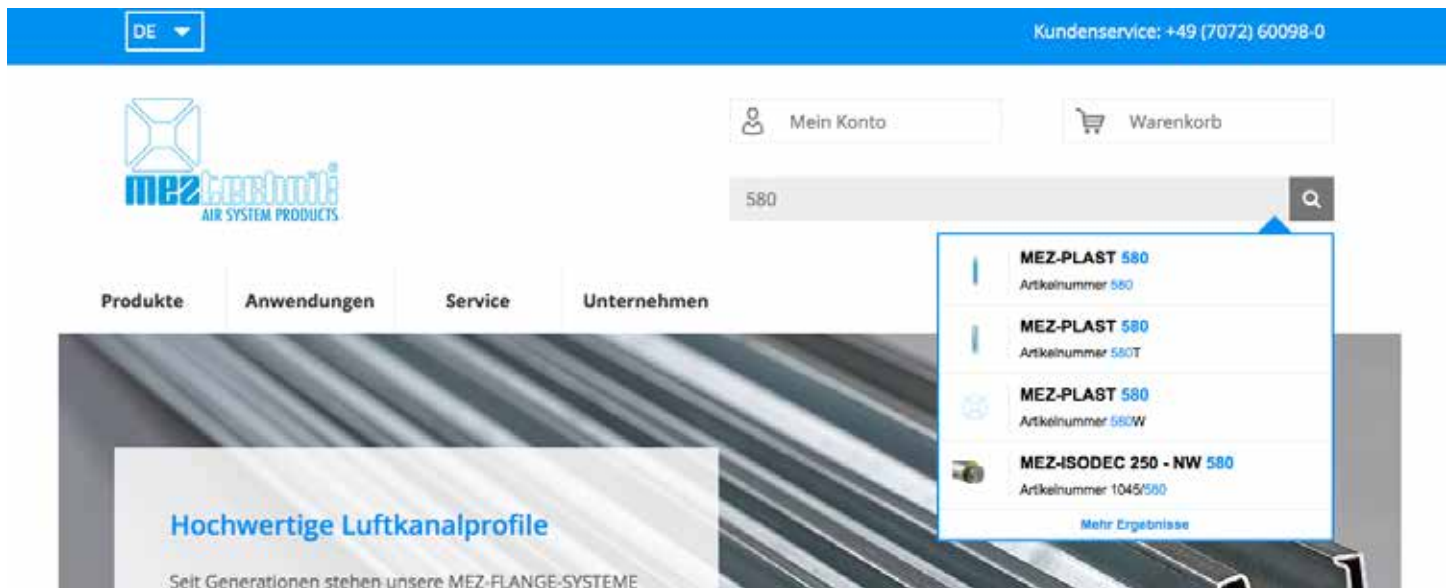 DE
Kundenservice: +49 (7072) 60098-0
Mein Konto
Warenkorb
meztechnik
AIR SYSTEM PRODUCTS
580
Produkte
Anwendungen
Service
Unternehmen
MEZ-PLAST 580
Artikelnummer 580
MEZ-PLAST 580
Artikelnummer 580T
MEZ-PLAST 580
Artikelnummer 580W
MEZ-ISODEC 250 - NW 580
Artikelnummer 1045/580
Mehr Ergebnisse
Hochwertige Luftkanalprofile
Seit Generationen stehen unsere MEZ-FLANGE-SYSTEME